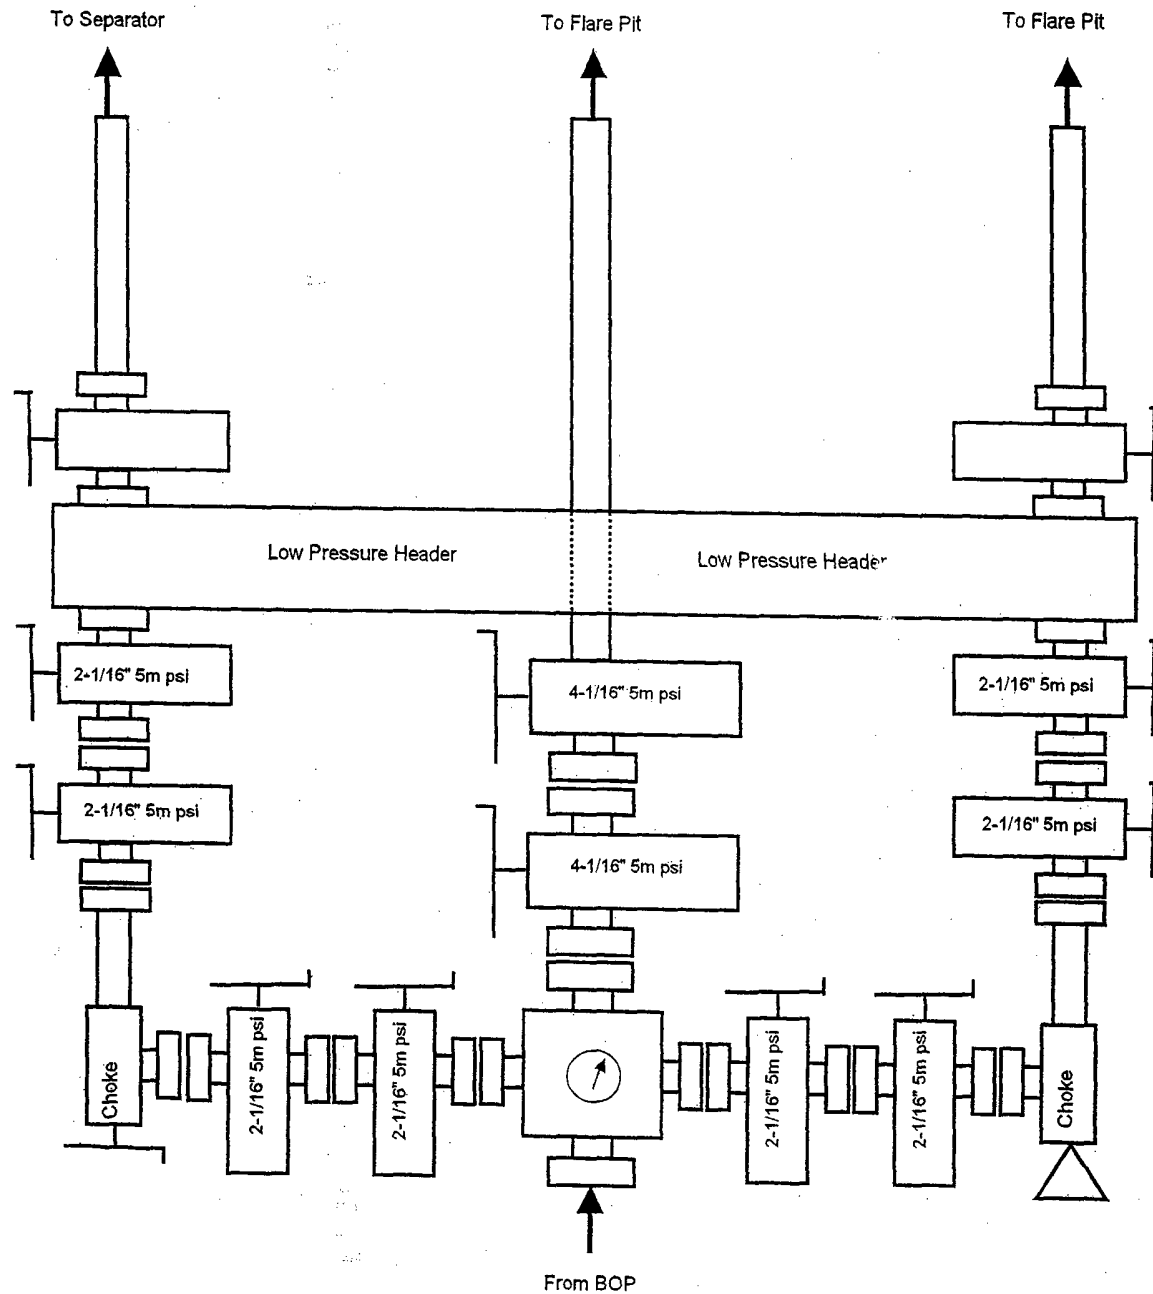 To Separator
To Flare Pit
To Flare Pit
Low Pressure Header
Low Pressure Header
2-1/16" 5m psi
4-1/16" 5m psi
2-1/16" 5m psi
2-1/16" 5m psi
4-1/16" 5m psi
2-1/16" 5m psi
Choke
2-1/16" 5m psi
2-1/16" 5m psi
2-1/16" 5m psi
2-1/16" 5m psi
Choke
From BOP